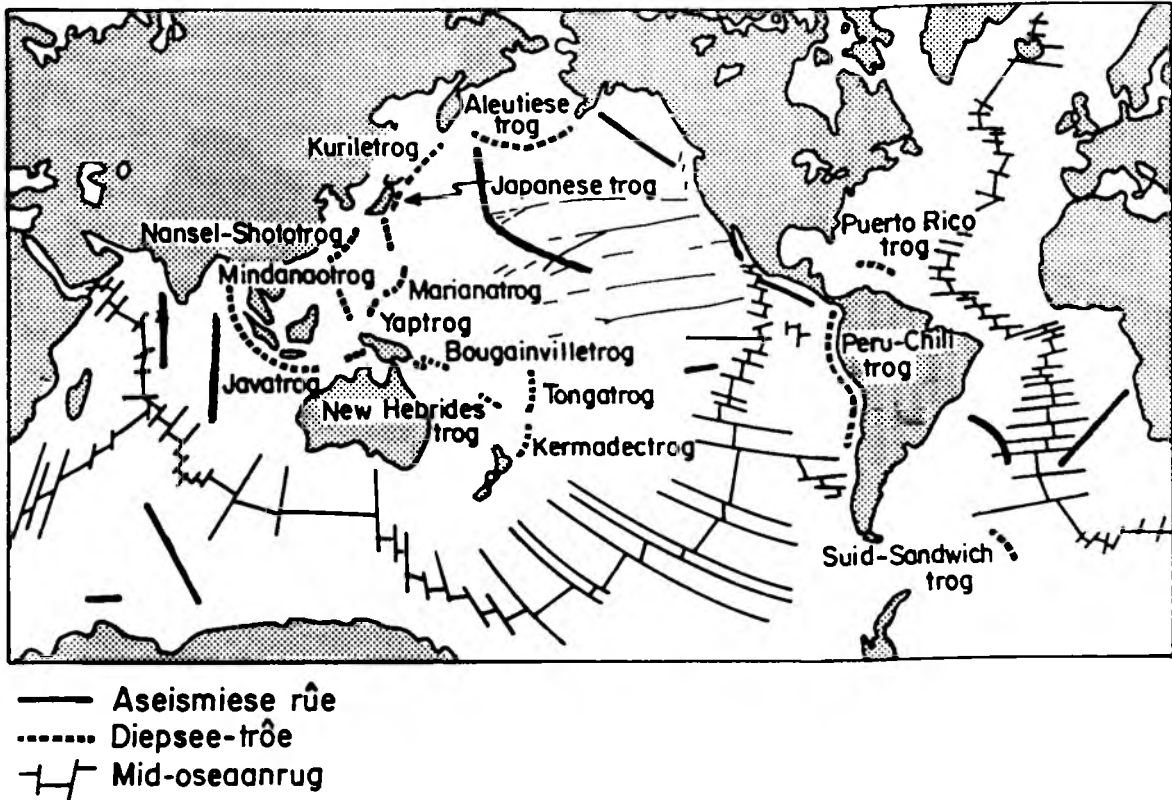 Aleutiese
trog
Kuriletrog
Japanese trog
Nansei-Shototrog
Puerto Rico
trog
Mindanaotrog
Marianatrog
Yaptrog
Bougainvilletrog
Peru-Chili
trog
Javatrog
Tongatrog
New Hebrides
trog
Kermadectrog
Suid-Sandwich
trog
Aseismiese rûe
Diepsee-trôe
Mid-oseaanrug